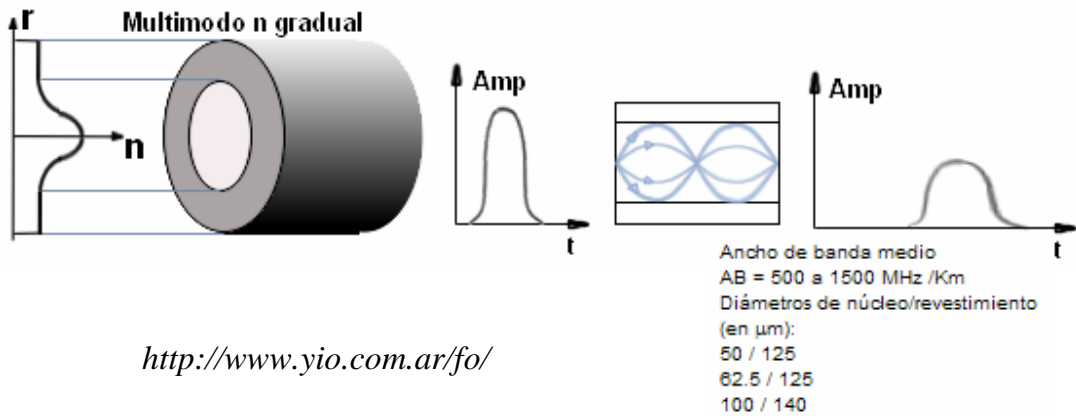 r
Multimodo n gradual
n
Amp
t
Amp
t
Ancho de banda medio
AB = 500 a 1500 MHz /Km
Diámetros de núcleo/revestimiento
(en µm):
50 / 125
62.5 / 125
100 / 140
http://www.yio.com.ar/fo/